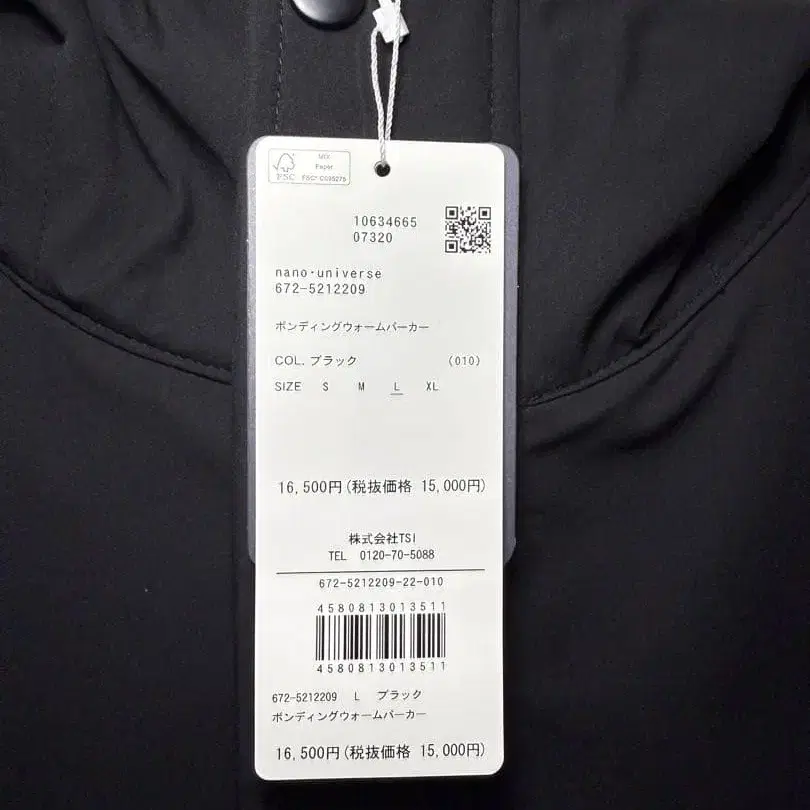 MIX
Paper
FSC
FSC® C095275
10634665
07320
nano・universe
672-5212209
ボンディングウォームパーカー
COL. ブラック (010)
SIZE S M L XL
16,500円(税抜価格 15,000円)
株式会社TSI
TEL 0120-70-5088
672-5212209-22-010
4580813013511
4580813013511
672-5212209 L ブラック
ボンディングウォームパーカー
16,500円(税抜価格 15,000円)